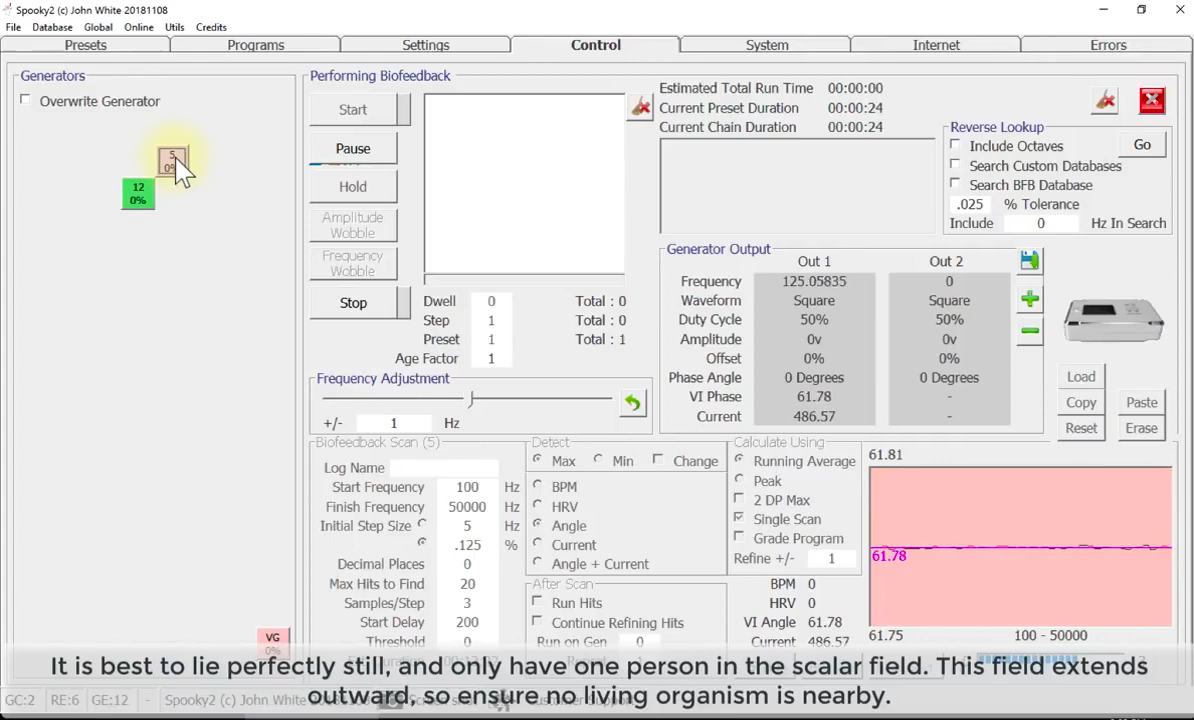 Spooky2 (c) John White 20181108
File Database Global Online Utils Credits
Presets Programs Settings Control System Internet Errors
Generators
Overwrite Generator
5
0%
12
0%
VG
0%
Performing Biofeedback
Start
Pause
Hold
Amplitude
Wobble
Frequency
Wobble
Stop
Dwell 0 Total : 0
Step 1 Total : 0
Preset 1 Total : 1
Age Factor 1
Estimated Total Run Time 00:00:00
Current Preset Duration 00:00:24
Current Chain Duration 00:00:24
Reverse Lookup
Include Octaves Go
Search Custom Databases
Search BFB Database
.025 % Tolerance
Include 0 Hz In Search
Generator Output
Out 1 Out 2
Frequency 125.05835 0
Waveform Square Square
Duty Cycle 50% 50%
Amplitude 0v 0v
Offset 0% 0%
Phase Angle 0 Degrees 0 Degrees
VI Phase 61.78 -
Current 486.57 -
Load
Copy Paste
Reset Erase
Frequency Adjustment
+/- 1 Hz
Biofeedback Scan (5)
Log Name
Start Frequency 100 Hz
Finish Frequency 50000 Hz
Initial Step Size 5 Hz
.125 %
Decimal Places 0
Max Hits to Find 20
Samples/Step 3
Start Delay 200
Threshold 0
Detect
Max Min Change
BPM
HRV
Angle
Current
Angle + Current
After Scan
Run Hits
Continue Refining Hits
Run on Gen 0
Calculate Using
Running Average
Peak
2 DP Max
Single Scan
Grade Program
Refine +/- 1
BPM 0
HRV 0
VI Angle 61.78
Current 486.57
61.81
61.78
61.75 100 - 50000
It is best to lie perfectly still, and only have one person in the scalar field. This field extends
outward, so ensure no living organism is nearby.
GC:2 RE:6 GE:12 - Spooky2 (c) John White 20181108